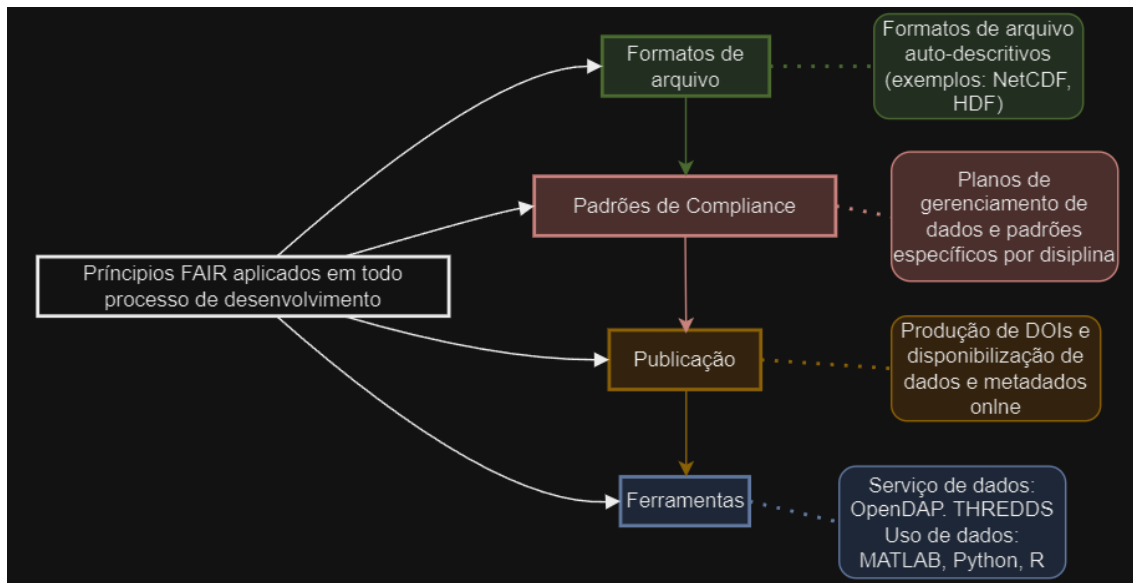 Príncipios FAIR aplicados em todo
processo de desenvolvimento
Formatos de
arquivo
Formatos de arquivo
auto-descritivos
(exemplos: NetCDF,
HDF)
Padrões de Compliance
Planos de
gerenciamento de
dados e padrões
específicos por disiplina
Publicação
Produção de DOIs e
disponibilização de
dados e metadados
onlne
Ferramentas
Serviço de dados:
OpenDAP. THREDDS
Uso de dados:
MATLAB, Python, R